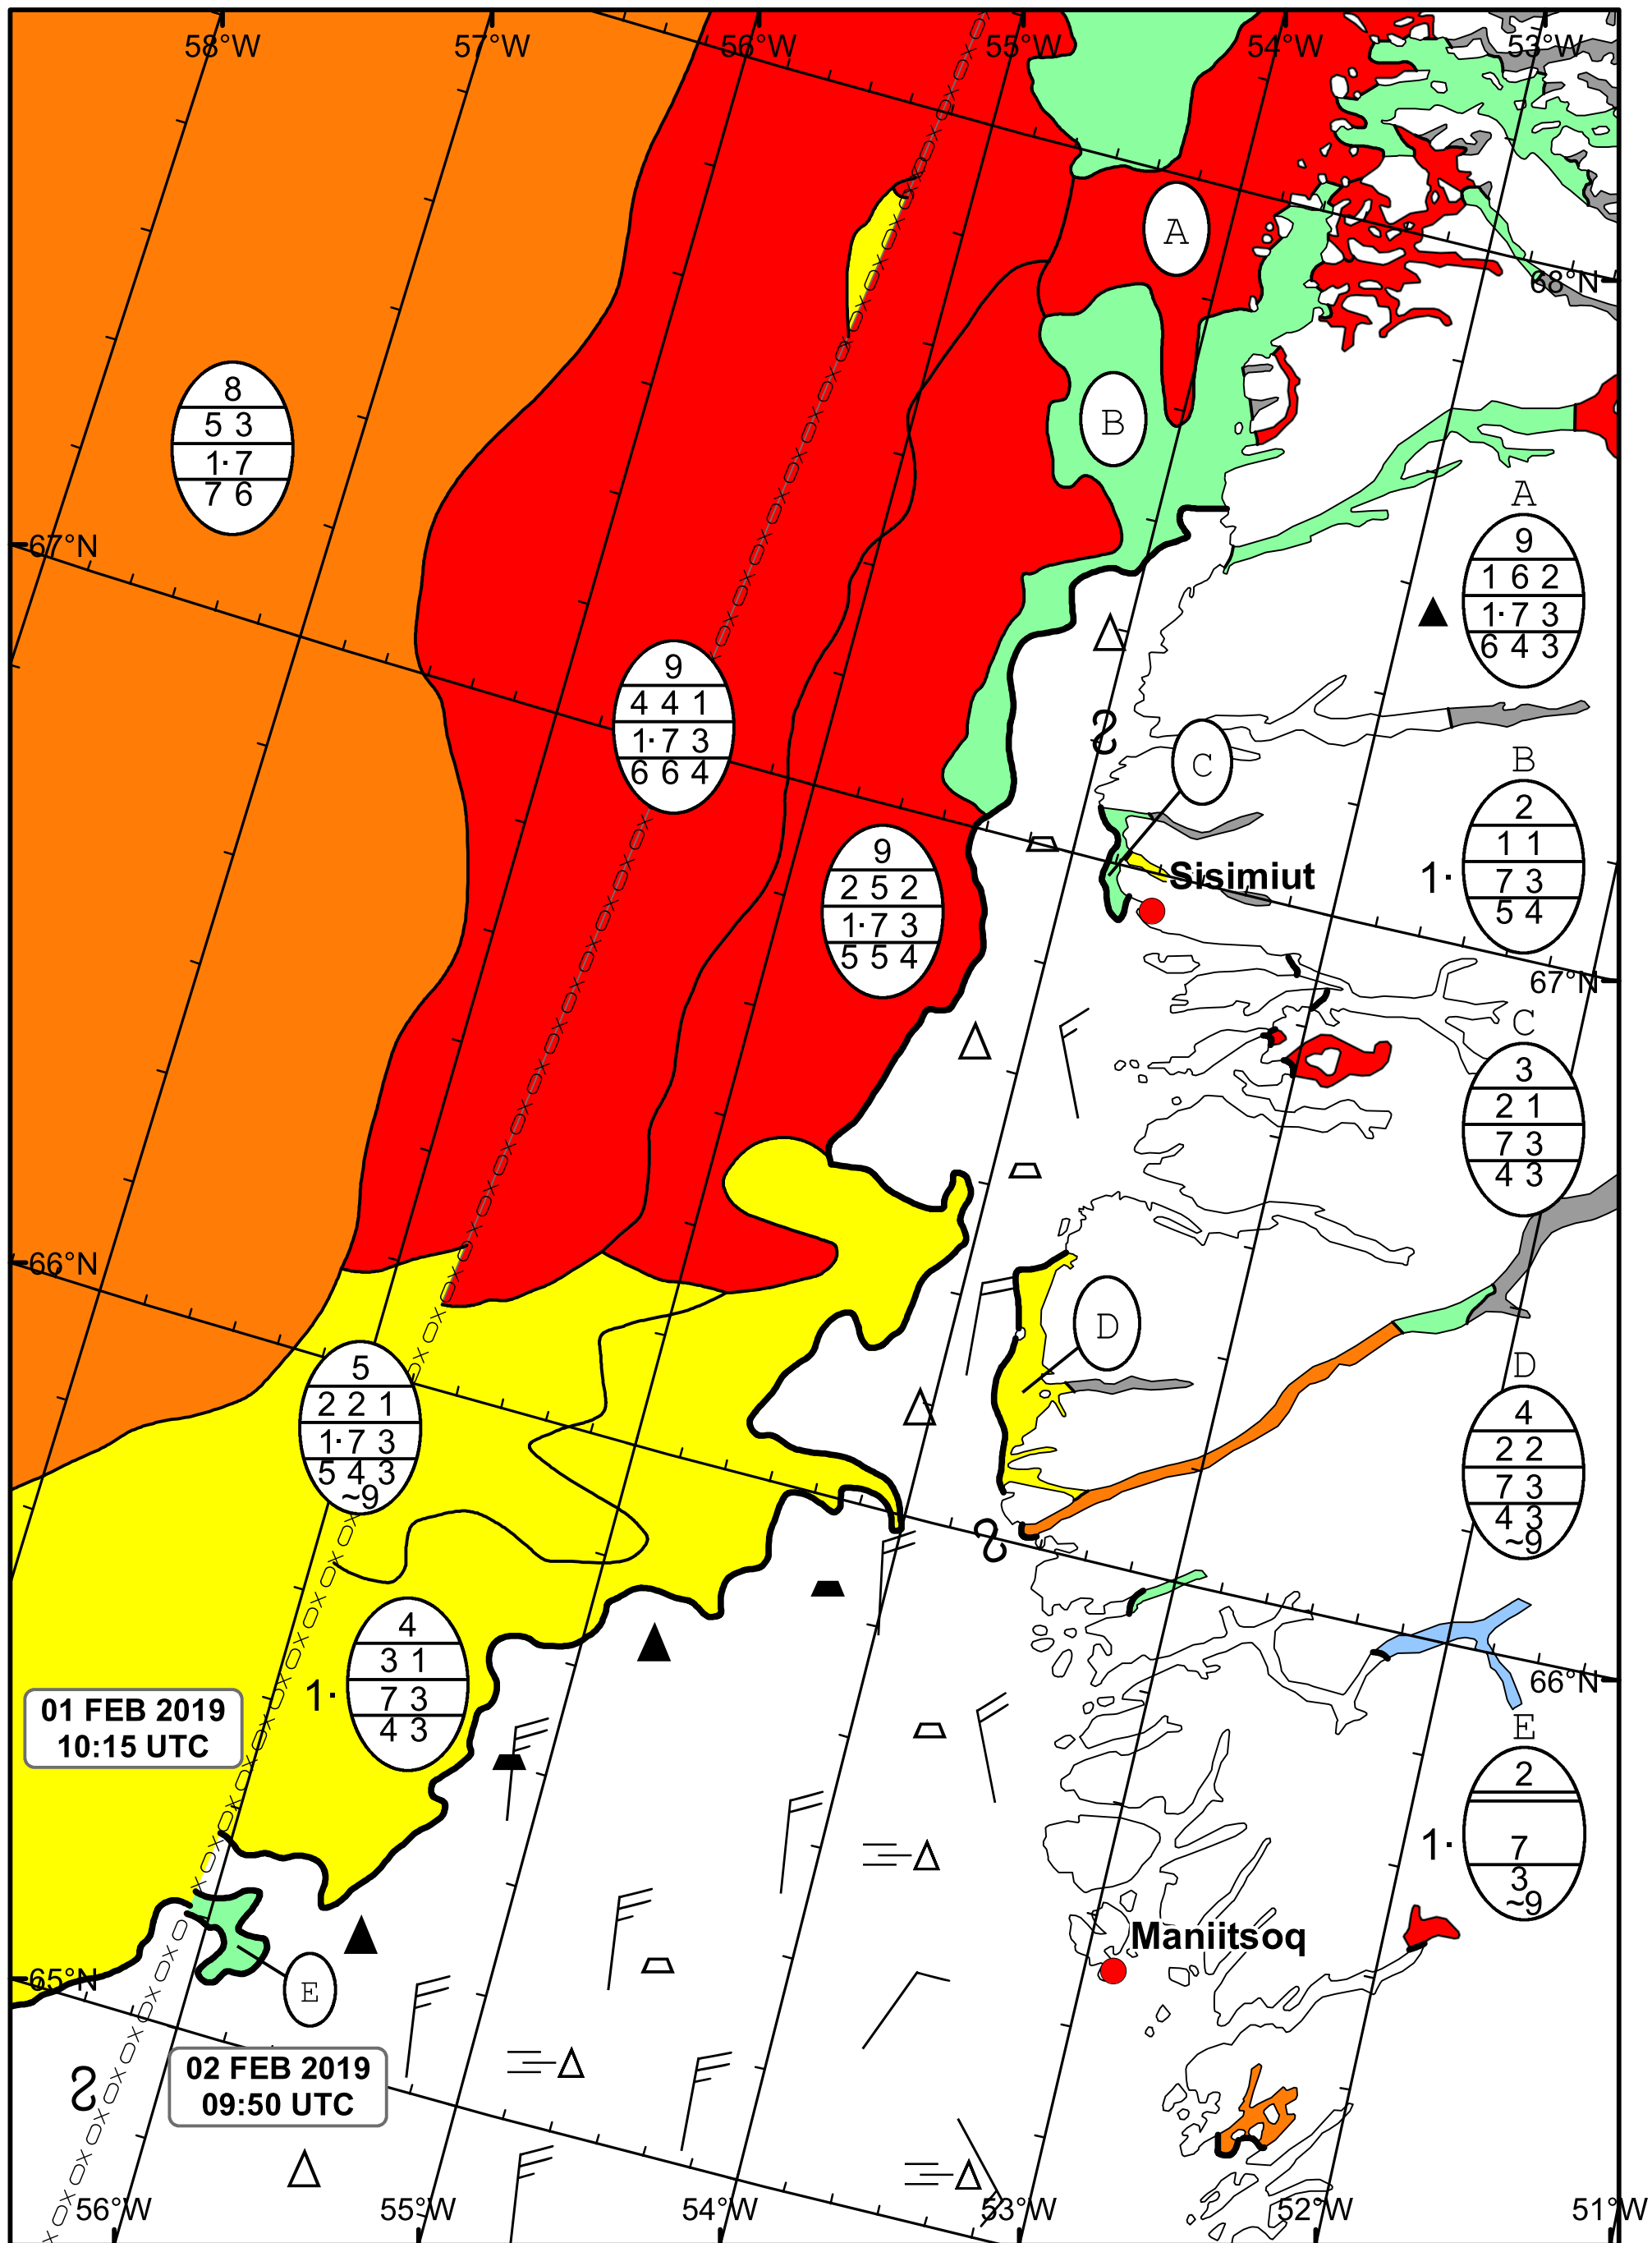 58°W 57°W 56°W 55°W 54°W 53°W
A
68°N
8
5 3
1·7
7 6
B
67°N
A
9
1 6 2
1·7 3
6 4 3
9
4 4 1
1·7 3
6 6 4
C
B
2
1 1
1· 7 3
5 4
9
2 5 2
1·7 3
5 5 4
Sisimiut
67°N
C
3
2 1
7 3
4 3
66°N
D
5
2 2 1
1·7 3
5 4 3
~9
D
4
2 2
7 3
4 3
~9
4
3 1
1· 7 3
4 3
66°N
01 FEB 2019
10:15 UTC
E
2
1· 7
3
~9
Maniitsoq
65°N
E
02 FEB 2019
09:50 UTC
56°W 55°W 54°W 53°W 52°W 51°W